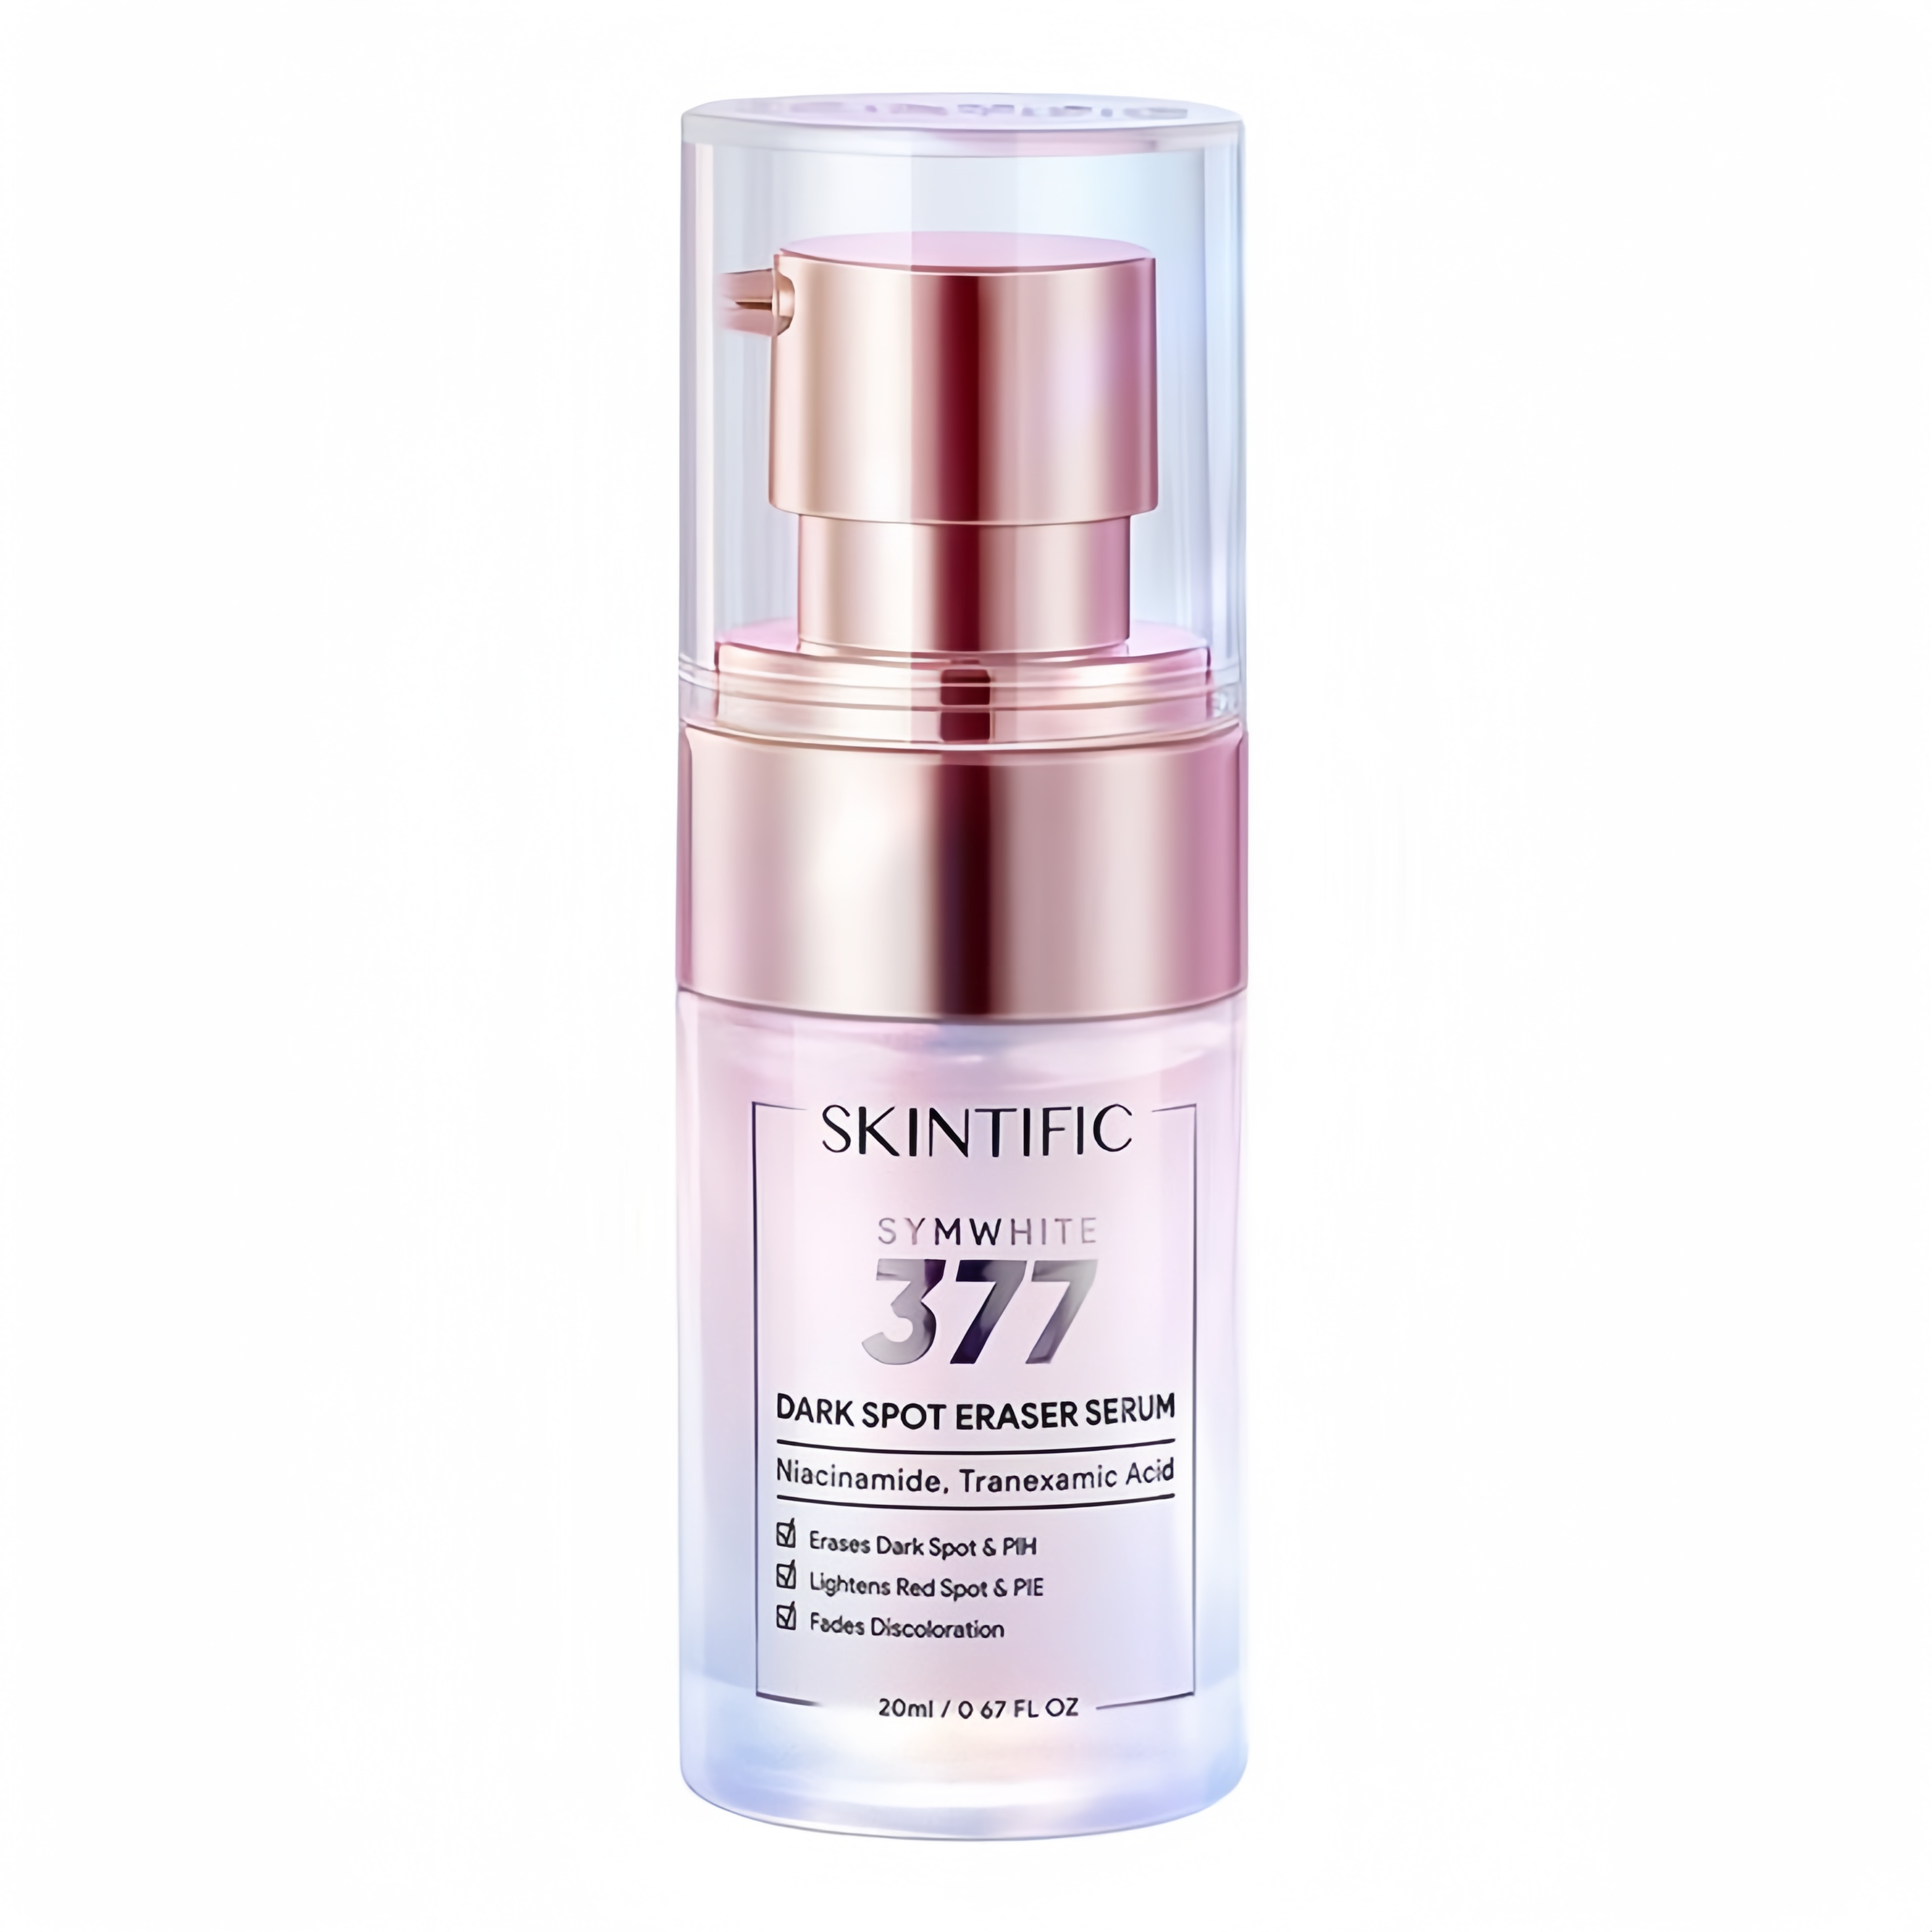 SKINTIFIC
SYMWHITE
377
DARK SPOT ERASER SERUM
Niacinamide, Tranexamic Acid
Erases Dark Spot & PIH
Lightens Red Spot & PIE
Fades Discoloration
20ml / 0 67 FL OZ